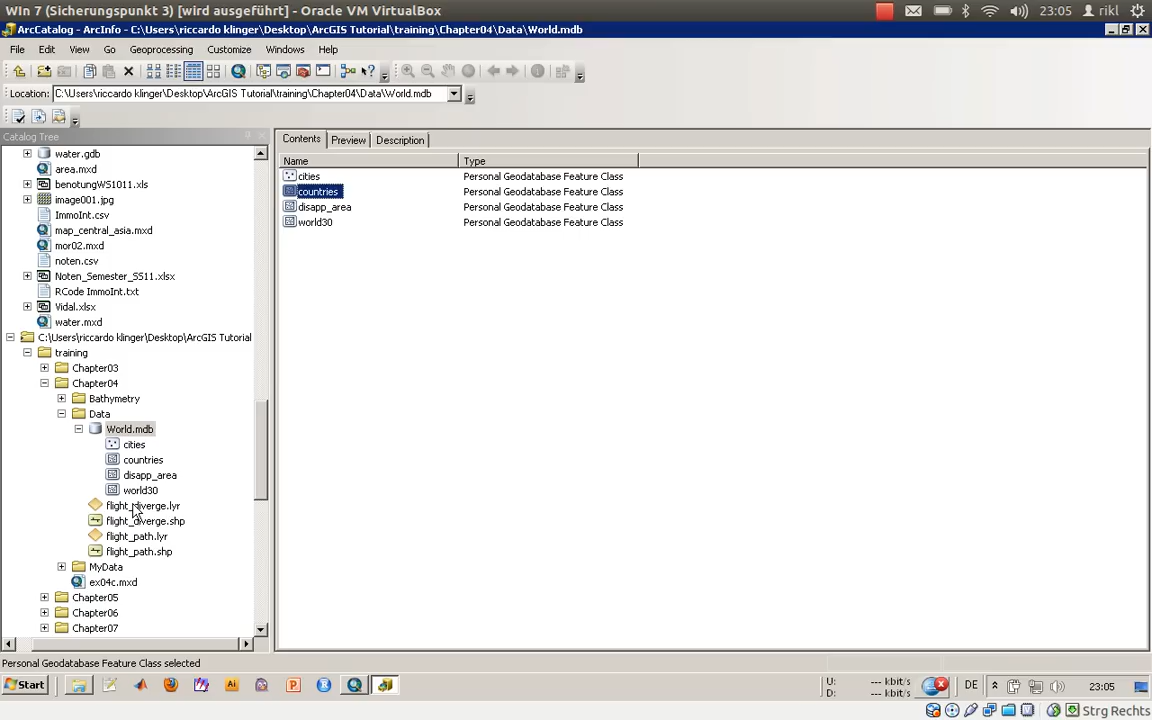 WIn 7 (Sicherungspunkt 3) [wird ausgeführt] - Oracle VM VirtualBox
23:05 rikl
ArcCatalog - ArcInfo - C:\Users\riccardo klinger\Desktop\ArcGIS Tutorial\training\Chapter04\Data\World.mdb
File Edit View Go Geoprocessing Customize Windows Help
Location: C:\Users\riccardo klinger\Desktop\ArcGIS Tutorial\training\Chapter04\Data\World.mdb
Catalog Tree
water.gdb
area.mxd
benotungWS1011.xls
image001.jpg
ImmoInt.csv
map_central_asia.mxd
mor02.mxd
noten.csv
Noten_Semester_SS11.xlsx
RCode ImmoInt.txt
Vidal.xlsx
water.mxd
C:\Users\riccardo klinger\Desktop\ArcGIS Tutorial
training
Chapter03
Chapter04
Bathymetry
Data
World.mdb
cities
countries
disapp_area
world30
flight_diverge.lyr
flight_diverge.shp
flight_path.lyr
flight_path.shp
MyData
ex04c.mxd
Chapter05
Chapter06
Chapter07
Contents Preview Description
Name Type
cities Personal Geodatabase Feature Class
countries Personal Geodatabase Feature Class
disapp_area Personal Geodatabase Feature Class
world30 Personal Geodatabase Feature Class
Personal Geodatabase Feature Class selected
Start
U: --- kbit/s
D: --- kbit/s
DE
23:05
Strg Rechts